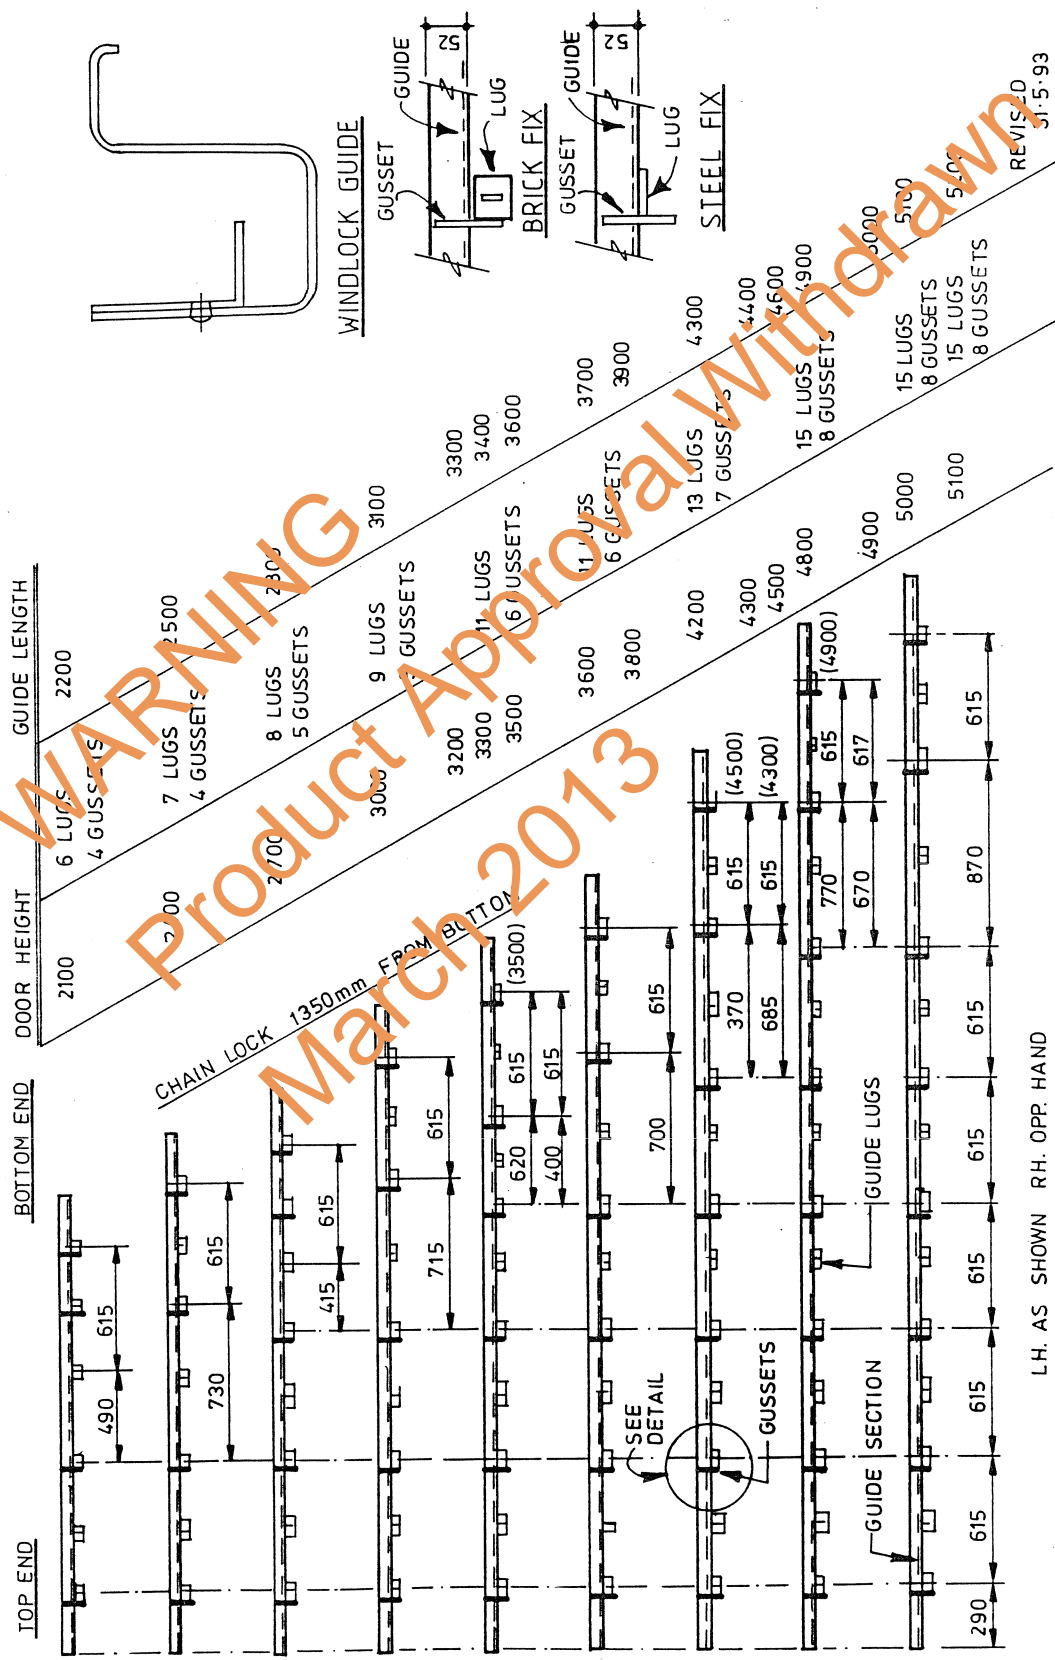 WINDLOCK GUIDE
GUSSET
GUIDE
52
LUG
BRICK FIX
GUSSET
GUIDE
52
LUG
STEEL FIX
REVISED
31·5·93
GUIDE LENGTH
2200
2500
3100
3300
3400
3600
3700
3900
4300
4400
4600
4900
5000
5100
6 LUGS
4 GUSSETS
7 LUGS
4 GUSSETS
8 LUGS
5 GUSSETS
9 LUGS
GUSSETS
11 LUGS
6 GUSSETS
11 LUGS
6 GUSSETS
13 LUGS
7 GUSSETS
15 LUGS
8 GUSSETS
15 LUGS
8 GUSSETS
15 LUGS
8 GUSSETS
DOOR HEIGHT
2100
2700
3000
3200
3300
3500
3600
3800
4200
4300
4500
4800
4900
5000
5100
CHAIN LOCK 1350mm FROM BOTTOM
BOTTOM END
TOP END
490
615
730
615
415
615
715
615
620
615
(3500)
400
615
700
615
370
615
(4500)
685
615
(4300)
770
615
(4900)
670
617
290
615
615
615
615
615
870
615
SEE
DETAIL
GUSSETS
GUIDE LUGS
GUIDE SECTION
LH. AS SHOWN RH. OPP. HAND
WARNING
Product Approval Withdrawn
March 2013